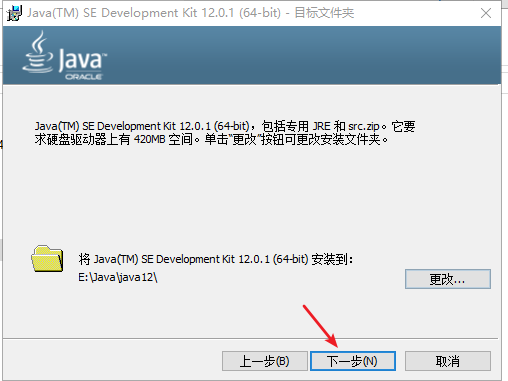 Java(TM) SE Development Kit 12.0.1 (64-bit) - 目标文件夹
Java™
ORACLE
Java(TM) SE Development Kit 12.0.1 (64-bit)，包括专用 JRE 和 src.zip。它要
求硬盘驱动器上有 420MB 空间。单击“更改”按钮可更改安装文件夹。
将 Java(TM) SE Development Kit 12.0.1 (64-bit) 安装到：
E:\Java\java12\
更改...
上一步(B)
下一步(N)
取消